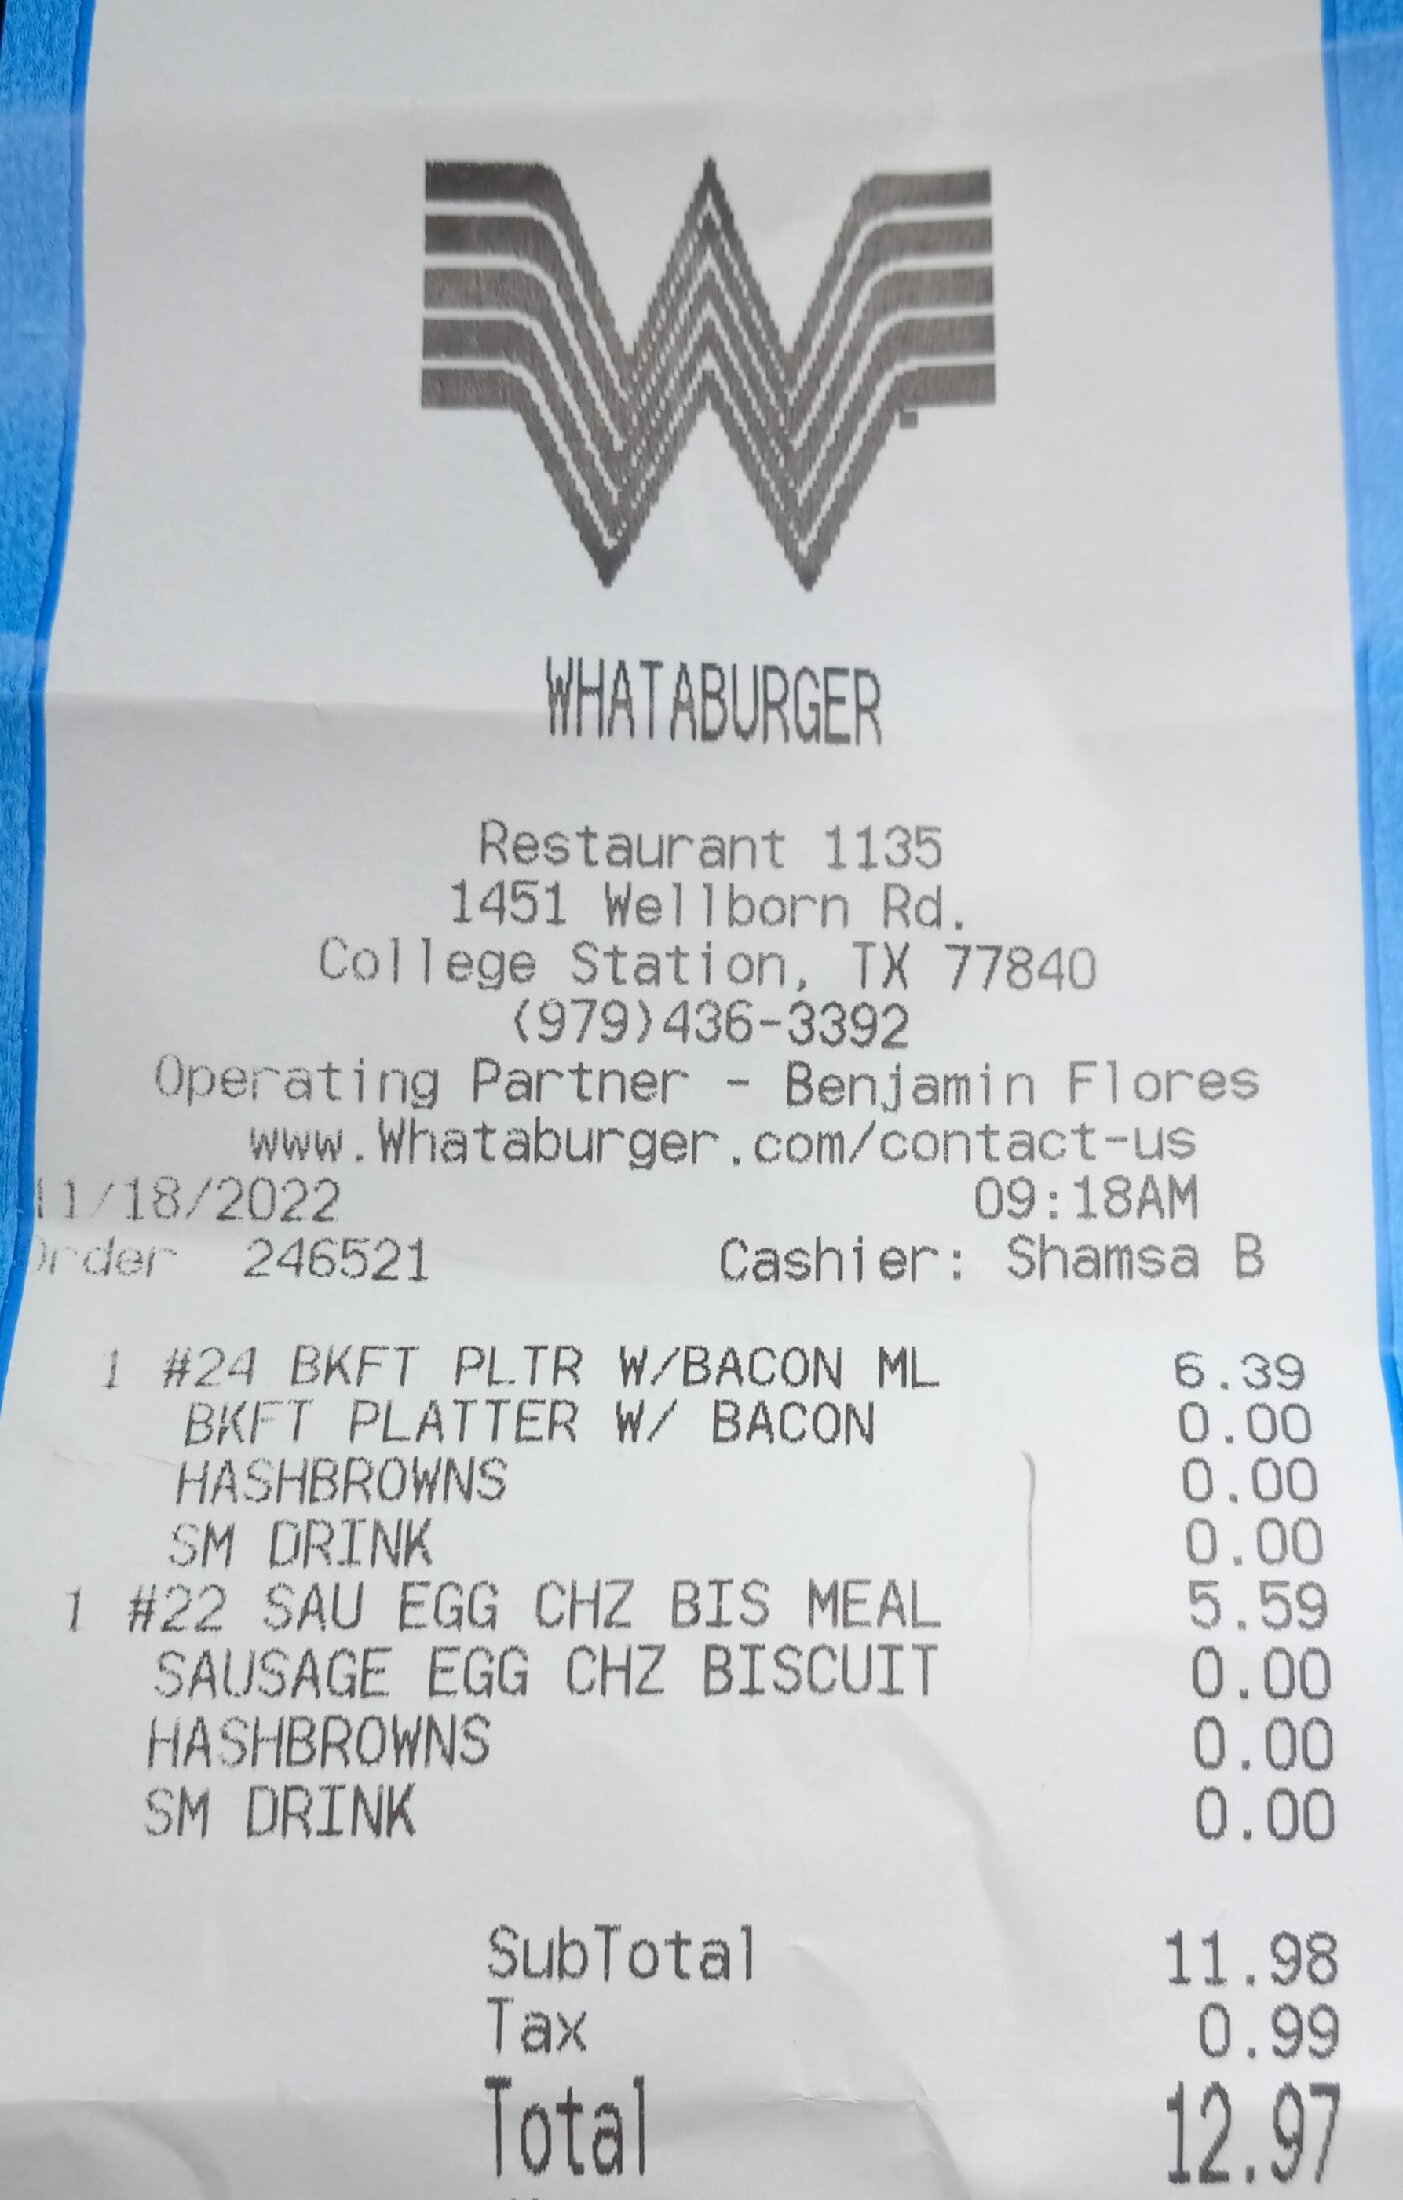 WHATABURGER
Restaurant 1135
1451 Wellborn Rd.
College Station, TX 77840
(979)436-3392
Operating Partner - Benjamin Flores
www.Whataburger.com/contact-us
11/18/2022 09:18AM
Order 246521 Cashier: Shamsa B
1 #24 BKFT PLTR W/BACON ML 6.39
BKFT PLATTER W/ BACON 0.00
HASHBROWNS 0.00
SM DRINK 0.00
1 #22 SAU EGG CHZ BIS MEAL 5.59
SAUSAGE EGG CHZ BISCUIT 0.00
HASHBROWNS 0.00
SM DRINK 0.00
SubTotal 11.98
Tax 0.99
Total 12.97